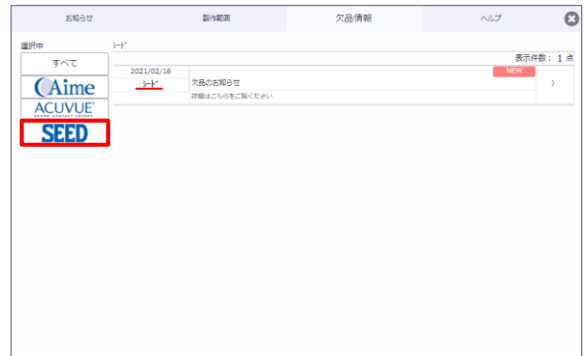 お知らせ 製作範囲 欠品情報 ヘルプ
選択中 シード
表示件数: 1 点
すべて
2021/02/16 NEW
シード 欠品のお知らせ
詳細はこちらをご覧ください
Aime
ACUVUE
SEED